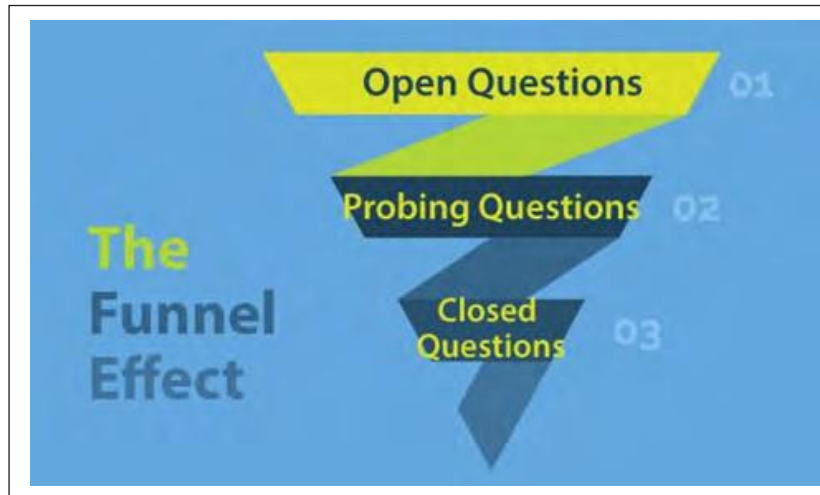 Open Questions
01
Probing Questions
02
The
Funnel
Effect
Closed
Questions
03